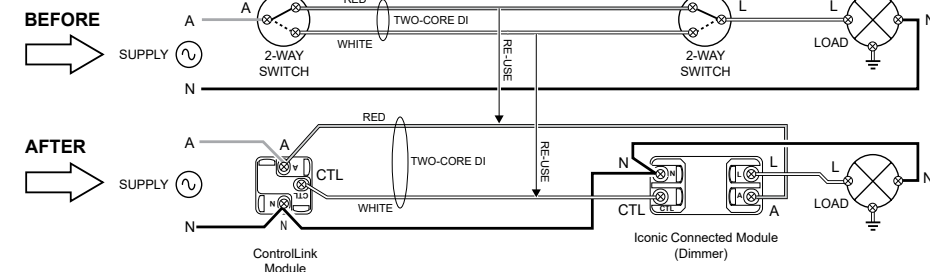 RED
A
A
L
L
N
BEFORE
TWO-CORE DI
SUPPLY
WHITE
2-WAY
SWITCH
2-WAY
SWITCH
LOAD
N
RE-USE
RED
AFTER
A
A
A
TWO-CORE DI
RE-USE
CTL
CTL
N
N
L
L
L
N
SUPPLY
WHITE
CTL
CTL
A
A
LOAD
N
N
N
ControlLink
Module
Iconic Connected Module
(Dimmer)